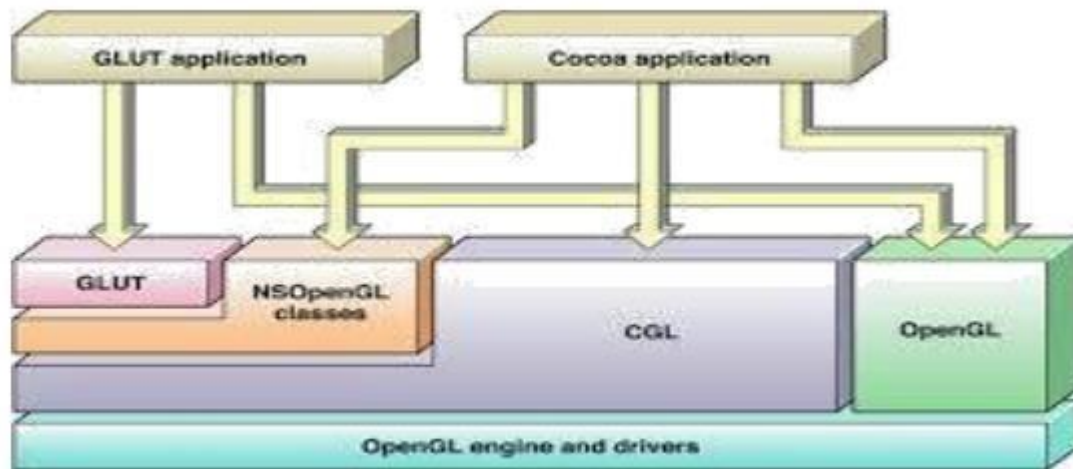 GLUT application
Cocoa application
GLUT
NSOpenGL
classes
CGL
OpenGL
OpenGL engine and drivers